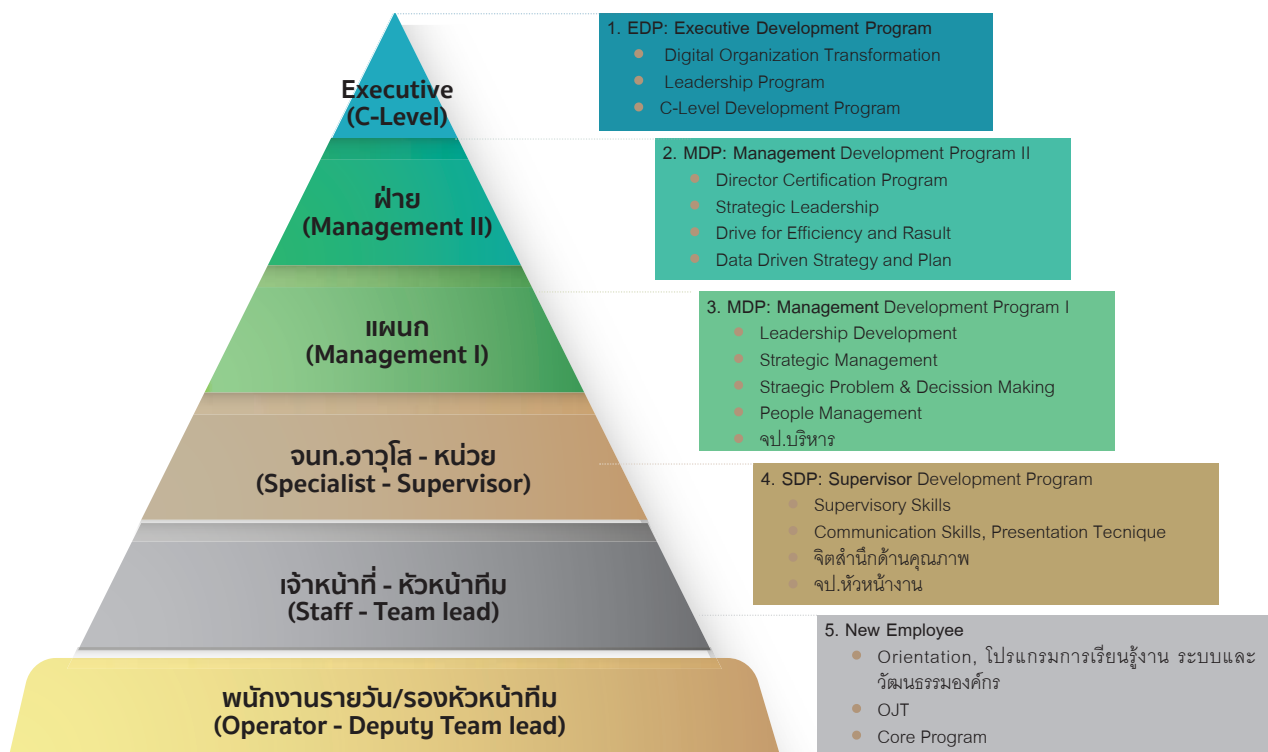 Executive
(C-Level)
ฝ่าย
(Management II)
แผนก
(Management I)
จนท.อาวุโส - หน่วย
(Specialist - Supervisor)
เจ้าหน้าที่ - หัวหน้าทีม
(Staff - Team lead)
พนักงานรายวัน/รองหัวหน้าทีม
(Operator - Deputy Team lead)
1. EDP: Executive Development Program
Digital Organization Transformation
Leadership Program
C-Level Development Program
2. MDP: Management Development Program II
Director Certification Program
Strategic Leadership
Drive for Efficiency and Rasult
Data Driven Strategy and Plan
3. MDP: Management Development Program I
Leadership Development
Strategic Management
Straegic Problem & Decission Making
People Management
จป.บริหาร
4. SDP: Supervisor Development Program
Supervisory Skills
Communication Skills, Presentation Tecnique
จิตสำนึกด้านคุณภาพ
จป.หัวหน้างาน
5. New Employee
Orientation, โปรแกรมการเรียนรู้งาน ระบบและ
วัฒนธรรมองค์กร
OJT
Core Program